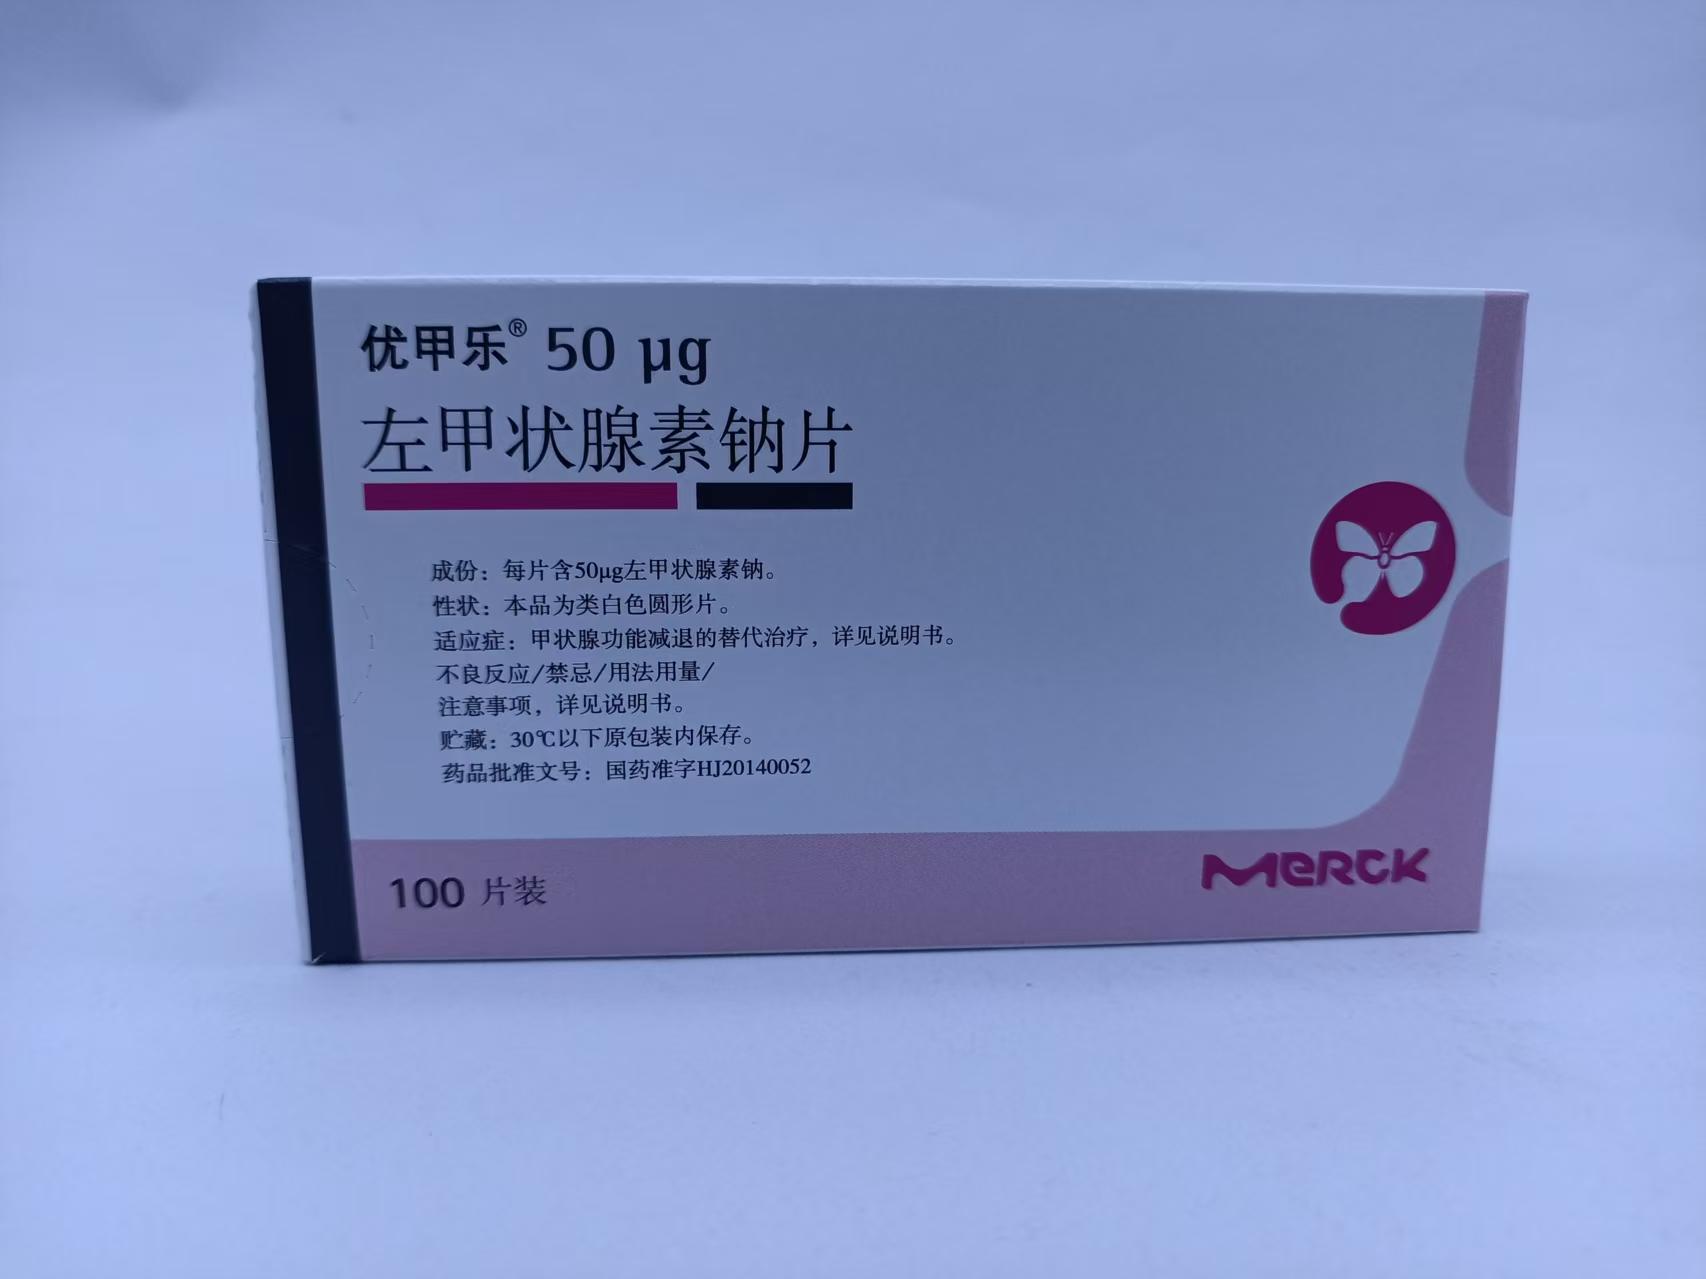 优甲乐® 50 µg
左甲状腺素钠片
成份：每片含50µg左甲状腺素钠。
性状：本品为类白色圆形片。
适应症：甲状腺功能减退的替代治疗，详见说明书。
不良反应/禁忌/用法用量/
注意事项，详见说明书。
贮藏：30℃以下原包装内保存。
药品批准文号：国药准字HJ20140052
100 片装
MERCK